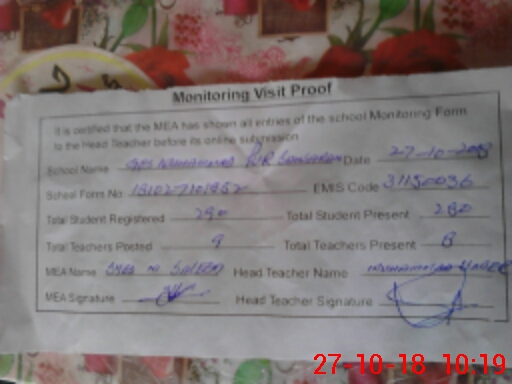 Monitoring Visit Proof
It is certified that the MEA has shown all entries of the school Monitoring Form
to the Head Teacher before its online submission
School Name GPS Date 27-10-2018
School Form No EMIS Code 31150036
Total Student Registered 290 Total Student Present 280
Total Teachers Posted 9 Total Teachers Present 8
MEA Name Head Teacher Name
MEA Signature Head Teacher Signature
27-10-18 10:19